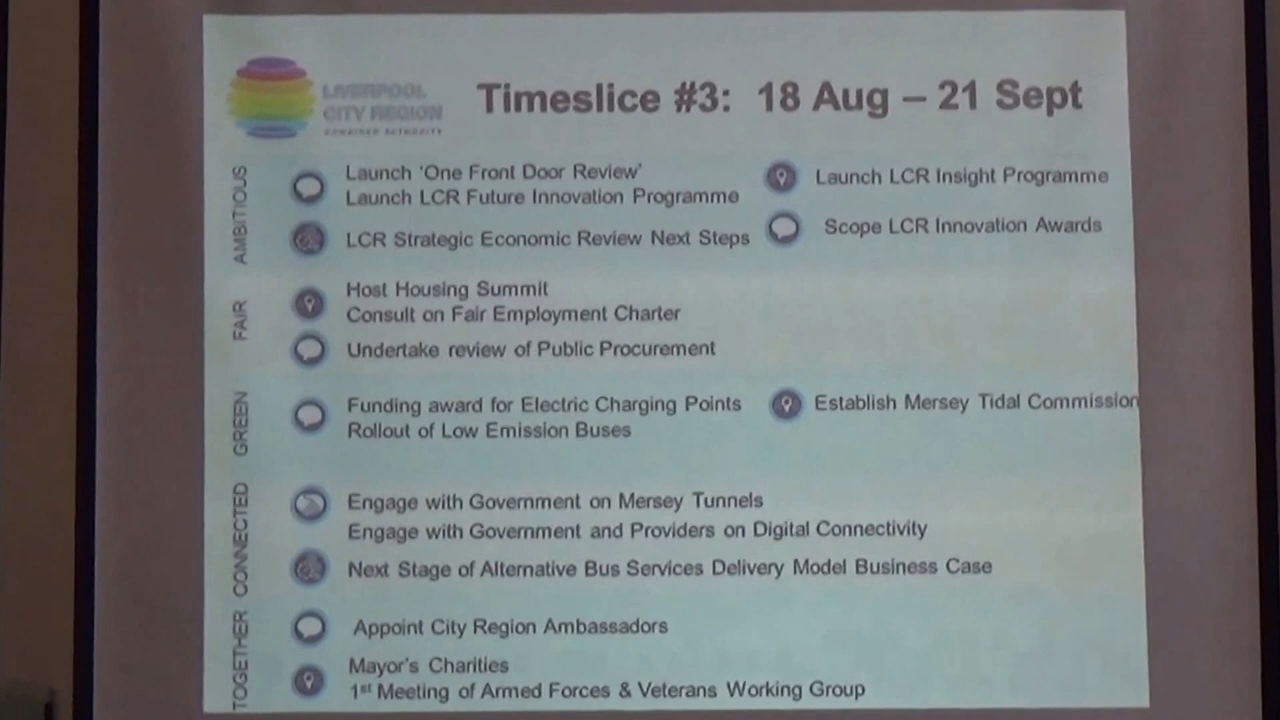 LIVERPOOL
CITY REGION
COMBINED AUTHORITY
Timeslice #3: 18 Aug – 21 Sept
AMBITIOUS
Launch ‘One Front Door Review’
Launch LCR Future Innovation Programme
LCR Strategic Economic Review Next Steps
Launch LCR Insight Programme
Scope LCR Innovation Awards
FAIR
Host Housing Summit
Consult on Fair Employment Charter
Undertake review of Public Procurement
GREEN
Funding award for Electric Charging Points
Rollout of Low Emission Buses
Establish Mersey Tidal Commission
CONNECTED
Engage with Government on Mersey Tunnels
Engage with Government and Providers on Digital Connectivity
Next Stage of Alternative Bus Services Delivery Model Business Case
TOGETHER
Appoint City Region Ambassadors
Mayor’s Charities
1st Meeting of Armed Forces & Veterans Working Group